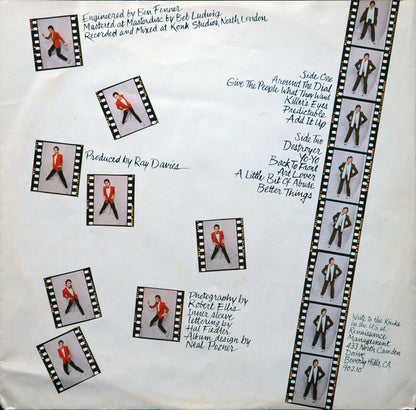 Engineered by Ben Fenner
Mastered at Masterdisc by Bob Ludwig
Recorded and Mixed at Konk Studios, North London
Side One
Around The Dial
Give The People What They Want
Killer's Eyes
Predictable
Add It Up
Side Two
Destroyer
Yo-Yo
Back To Front
Art Lover
A Little Bit Of Abuse
Better Things
Produced by Ray Davies
Photography by
Robert Ellis
Inner sleeve
lettering by
Hal Fiedler
Album design by
Neal Pozner
Write to the Kinks
in the U.S. at
Renaissance
Management
433 North Camden
Drive
Beverly Hills, CA
90210